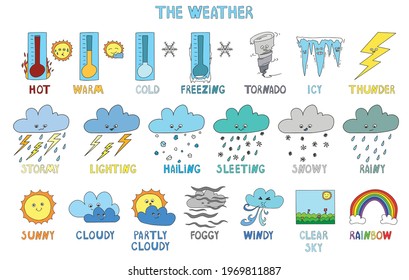 THE WEATHER
HOT WARM COLD FREEZING TORNADO ICY THUNDER
STORMY LIGHTING HAILING SLEETING SNOWY RAINY
SUNNY CLOUDY PARTLY CLOUDY FOGGY WINDY CLEAR SKY RAINBOW
shutterstock.com · 1969811887